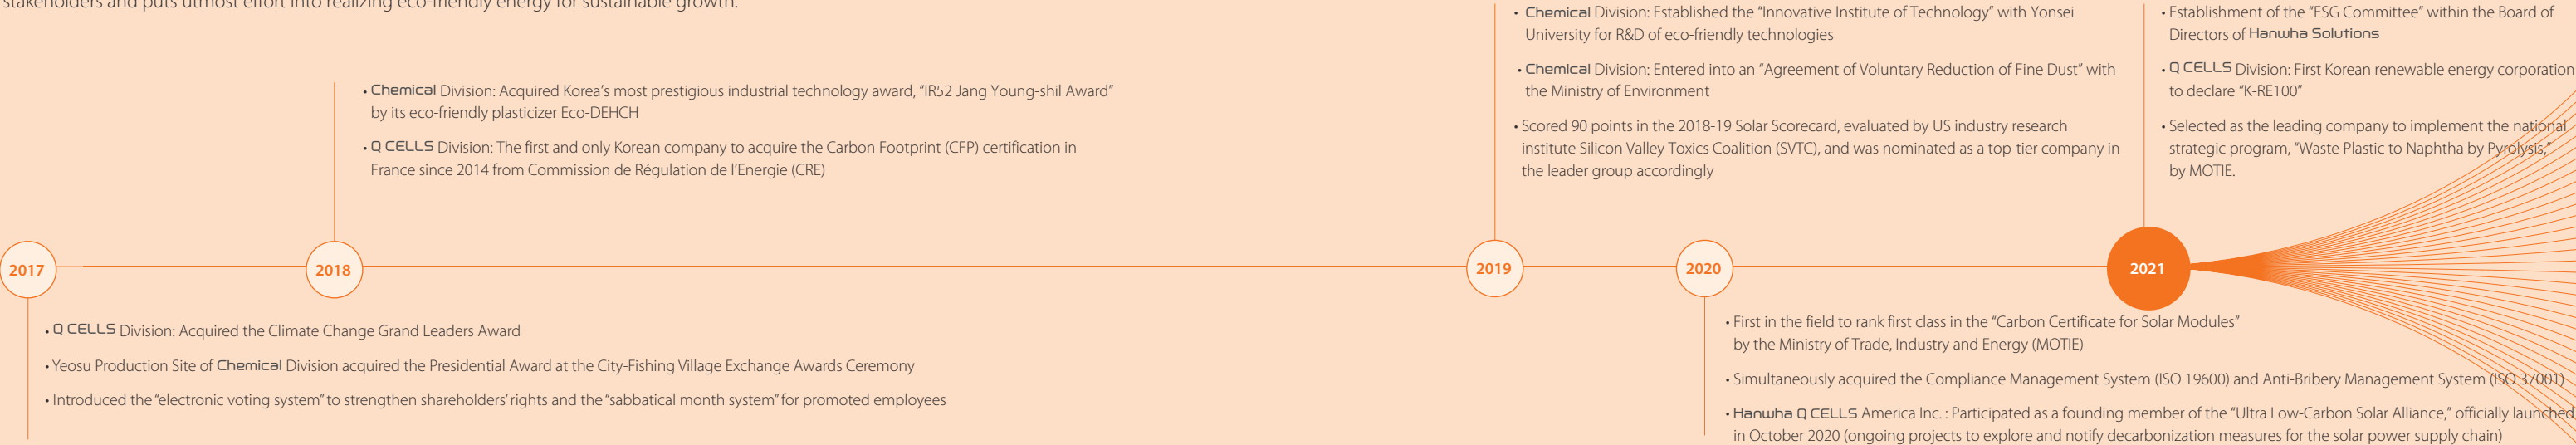 stakeholders and puts utmost effort into realizing eco-friendly energy for sustainable growth.
2017
• Q CELLS Division: Acquired the Climate Change Grand Leaders Award
• Yeosu Production Site of Chemical Division acquired the Presidential Award at the City-Fishing Village Exchange Awards Ceremony
• Introduced the “electronic voting system” to strengthen shareholders’ rights and the “sabbatical month system” for promoted employees
2018
• Chemical Division: Acquired Korea’s most prestigious industrial technology award, “IR52 Jang Young-shil Award”
by its eco-friendly plasticizer Eco-DEHCH
• Q CELLS Division: The first and only Korean company to acquire the Carbon Footprint (CFP) certification in
France since 2014 from Commission de Régulation de l’Energie (CRE)
2019
• Chemical Division: Established the “Innovative Institute of Technology” with Yonsei
University for R&D of eco-friendly technologies
• Chemical Division: Entered into an “Agreement of Voluntary Reduction of Fine Dust” with
the Ministry of Environment
• Scored 90 points in the 2018-19 Solar Scorecard, evaluated by US industry research
institute Silicon Valley Toxics Coalition (SVTC), and was nominated as a top-tier company in
the leader group accordingly
2020
• First in the field to rank first class in the “Carbon Certificate for Solar Modules”
by the Ministry of Trade, Industry and Energy (MOTIE)
• Simultaneously acquired the Compliance Management System (ISO 19600) and Anti-Bribery Management System (ISO 37001)
• Hanwha Q CELLS America Inc. : Participated as a founding member of the “Ultra Low-Carbon Solar Alliance,” officially launched
in October 2020 (ongoing projects to explore and notify decarbonization measures for the solar power supply chain)
2021
• Establishment of the “ESG Committee” within the Board of
Directors of Hanwha Solutions
• Q CELLS Division: First Korean renewable energy corporation
to declare “K-RE100”
• Selected as the leading company to implement the national
strategic program, “Waste Plastic to Naphtha by Pyrolysis,”
by MOTIE.